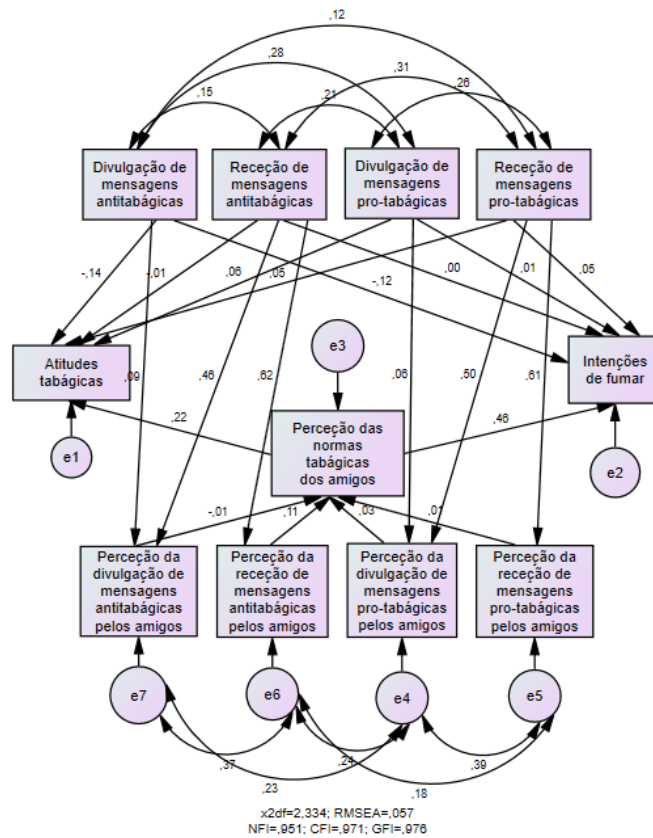 ,12
,28
,31
,26
,15
,21
Divulgação de
mensagens
antitabágicas
Receção de
mensagens
antitabágicas
Divulgação de
mensagens
pro-tabágicas
Receção de
mensagens
pro-tabágicas
-,14
-,01
,06
,05
-,12
,00
,01
,05
Atitudes
tabágicas
e3
Intenções
de fumar
,09
,46
,62
,06
,50
,61
,22
Perceção das
normas
tabágicas
dos amigos
,46
e1
e2
-,01
,11
,03
,01
Perceção da
divulgação de
mensagens
antitabágicas
pelos amigos
Perceção da
receção de
mensagens
antitabágicas
pelos amigos
Perceção da
divulgação de
mensagens
pro-tabágicas
pelos amigos
Perceção da
receção de
mensagens
pro-tabágicas
pelos amigos
e7
e6
e4
e5
,37
,24
,39
,23
,18
x2df=2,334; RMSEA=,057
NFI=,951; CFI=,971; GFI=,976